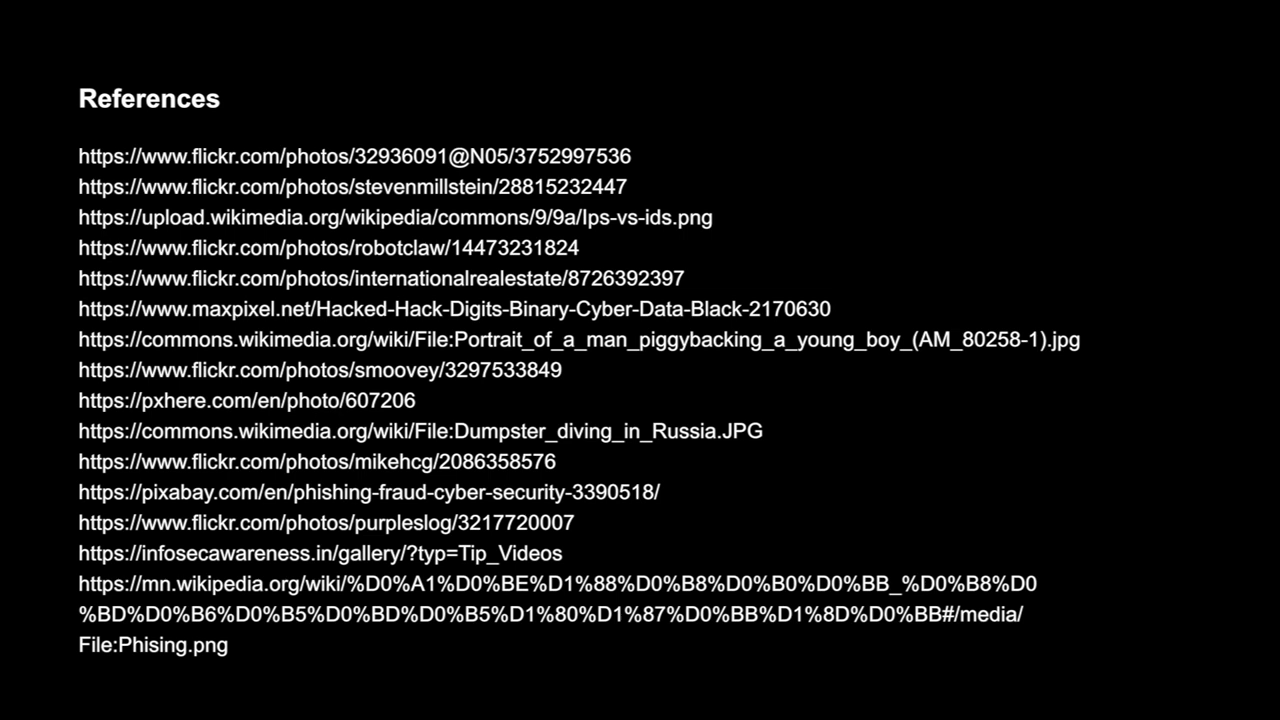 References
https://www.flickr.com/photos/32936091@N05/3752997536
https://www.flickr.com/photos/stevenmillstein/28815232447
https://upload.wikimedia.org/wikipedia/commons/9/9a/Ips-vs-ids.png
https://www.flickr.com/photos/robotclaw/14473231824
https://www.flickr.com/photos/internationalrealestate/8726392397
https://www.maxpixel.net/Hacked-Hack-Digits-Binary-Cyber-Data-Black-2170630
https://commons.wikimedia.org/wiki/File:Portrait_of_a_man_piggybacking_a_young_boy_(AM_80258-1).jpg
https://www.flickr.com/photos/smoovey/3297533849
https://pxhere.com/en/photo/607206
https://commons.wikimedia.org/wiki/File:Dumpster_diving_in_Russia.JPG
https://www.flickr.com/photos/mikehcg/2086358576
https://pixabay.com/en/phishing-fraud-cyber-security-3390518/
https://www.flickr.com/photos/purpleslog/3217720007
https://infosecawareness.in/gallery/?typ=Tip_Videos
https://mn.wikipedia.org/wiki/%D0%A1%D0%BE%D1%88%D0%B8%D0%B0%D0%BB_%D0%B8%D0
%BD%D0%B6%D0%B5%D0%BD%D0%B5%D1%80%D1%87%D0%BB%D1%8D%D0%BB#/media/
File:Phising.png